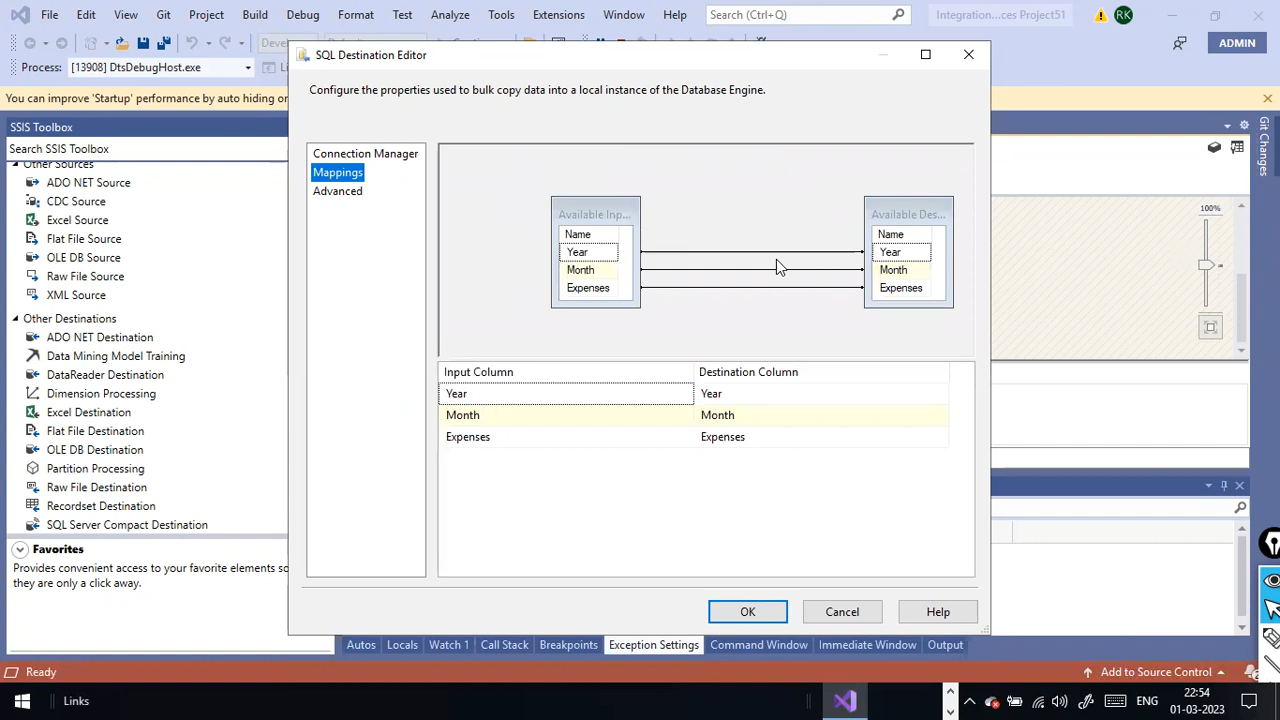 File Edit View Git Project Build Debug Format Test Analyze Tools Extensions Window Help Search (Ctrl+Q) Integration...ces Project51 RK
ADMIN
Process: [13908] DtsDebugHost.exe
You can improve 'Startup' performance by auto hiding or
SQL Destination Editor
Configure the properties used to bulk copy data into a local instance of the Database Engine.
SSIS Toolbox
Search SSIS Toolbox
Other Sources
ADO NET Source
CDC Source
Excel Source
Flat File Source
OLE DB Source
Raw File Source
XML Source
Other Destinations
ADO NET Destination
Data Mining Model Training
DataReader Destination
Dimension Processing
Excel Destination
Flat File Destination
OLE DB Destination
Partition Processing
Raw File Destination
Recordset Destination
SQL Server Compact Destination
Favorites
Provides convenient access to your favorite elements so
they are only a click away.
Connection Manager
Mappings
Advanced
Available Inp...
Name
Year
Month
Expenses
Available Des...
Name
Year
Month
Expenses
Input Column Destination Column
Year Year
Month Month
Expenses Expenses
OK Cancel Help
100%
Git Changes
Autos Locals Watch 1 Call Stack Breakpoints Exception Settings Command Window Immediate Window Output
Ready Add to Source Control
Links ENG 22:54
01-03-2023